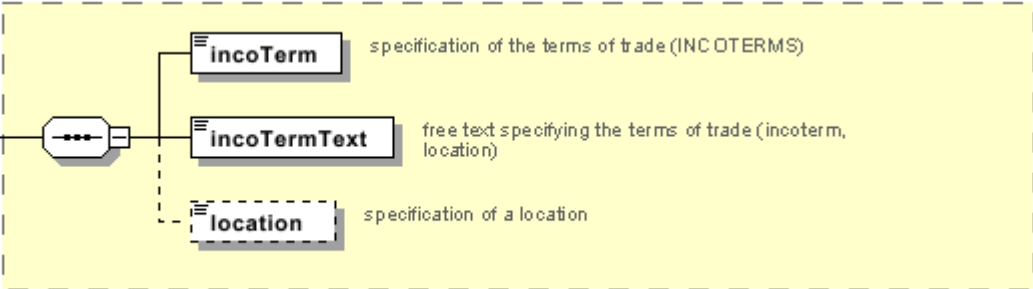 incoTerm
specification of the terms of trade (INCOTERMS)
incoTermText
free text specifying the terms of trade (incoterm,
location)
location
specification of a location